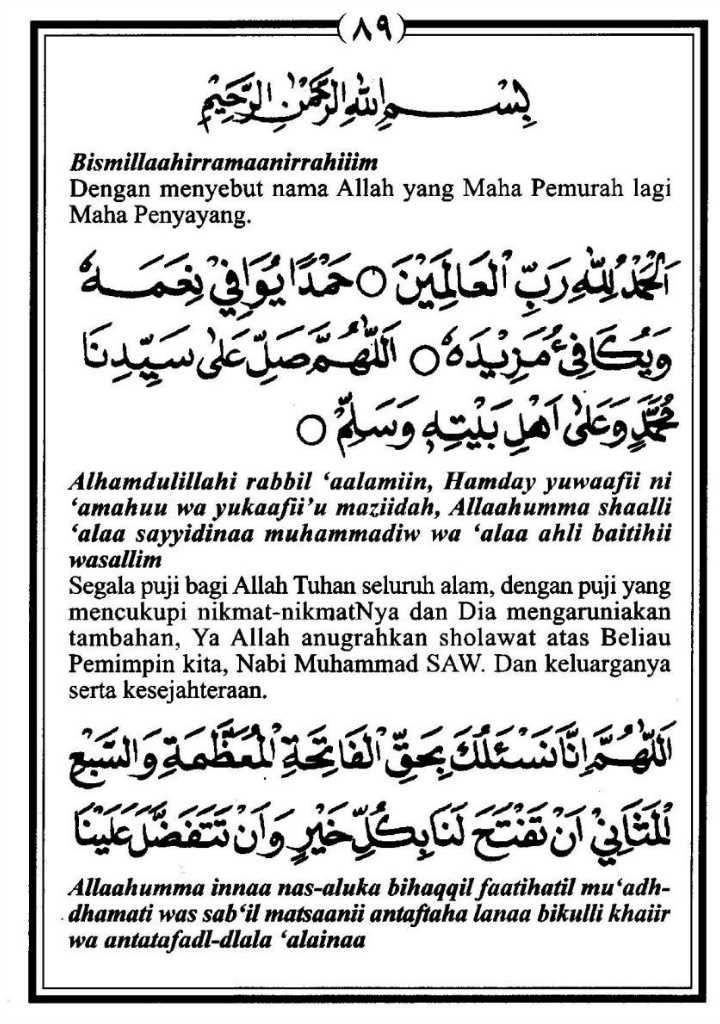 (٨٩)
بِسْــــمِ اللهِ الرَّحْمٰنِ الرَّحِيْمِ
Bismillaahirramaanirrahiiim
Dengan menyebut nama Allah yang Maha Pemurah lagi
Maha Penyayang.
اَلْحَمْدُ لِلّٰهِ رَبِّ الْعَالَمِيْنَ ○ حَمْدًا يُوَافِيْ نِعَمَــهُ
وَيُكَافِئُ مَزِيْدَهُ ○ اَللّٰهُمَّ صَلِّ عَلٰى سَيِّدِنَا
مُحَمَّدٍ وَعَلٰى اَهْلِ بَيْتِهِ وَسَلِّمْ ○
Alhamdulillahi rabbil ‘aalamiin, Hamday yuwaafii ni
‘amahuu wa yukaafii’u maziidah, Allaahumma shaalli
‘alaa sayyidinaa muhammadiw wa ‘alaa ahli baitihii
wasallim
Segala puji bagi Allah Tuhan seluruh alam, dengan puji yang
mencukupi nikmat-nikmatNya dan Dia mengaruniakan
tambahan, Ya Allah anugrahkan sholawat atas Beliau
Pemimpin kita, Nabi Muhammad SAW. Dan keluarganya
serta kesejahteraan.
اَللّٰهُمَّ اِنَّا نَسْئَلُكَ بِحَقِّ الْفَاتِحَةِ الْمُعَظَّمَةِ وَالسَّبْعِ
الْمَثَانِيْ اَنْ تَفْتَحَ لَنَا بِكُلِّ خَيْرٍ وَاَنْ تَتَفَضَّلَ عَلَيْنَا
Allaahumma innaa nas-aluka bihaqqil faatihatil mu‘adh-
dhamati was sab‘il matsaanii antaftaha lanaa bikulli khaiir
wa antatafadl-dlala ‘alainaa